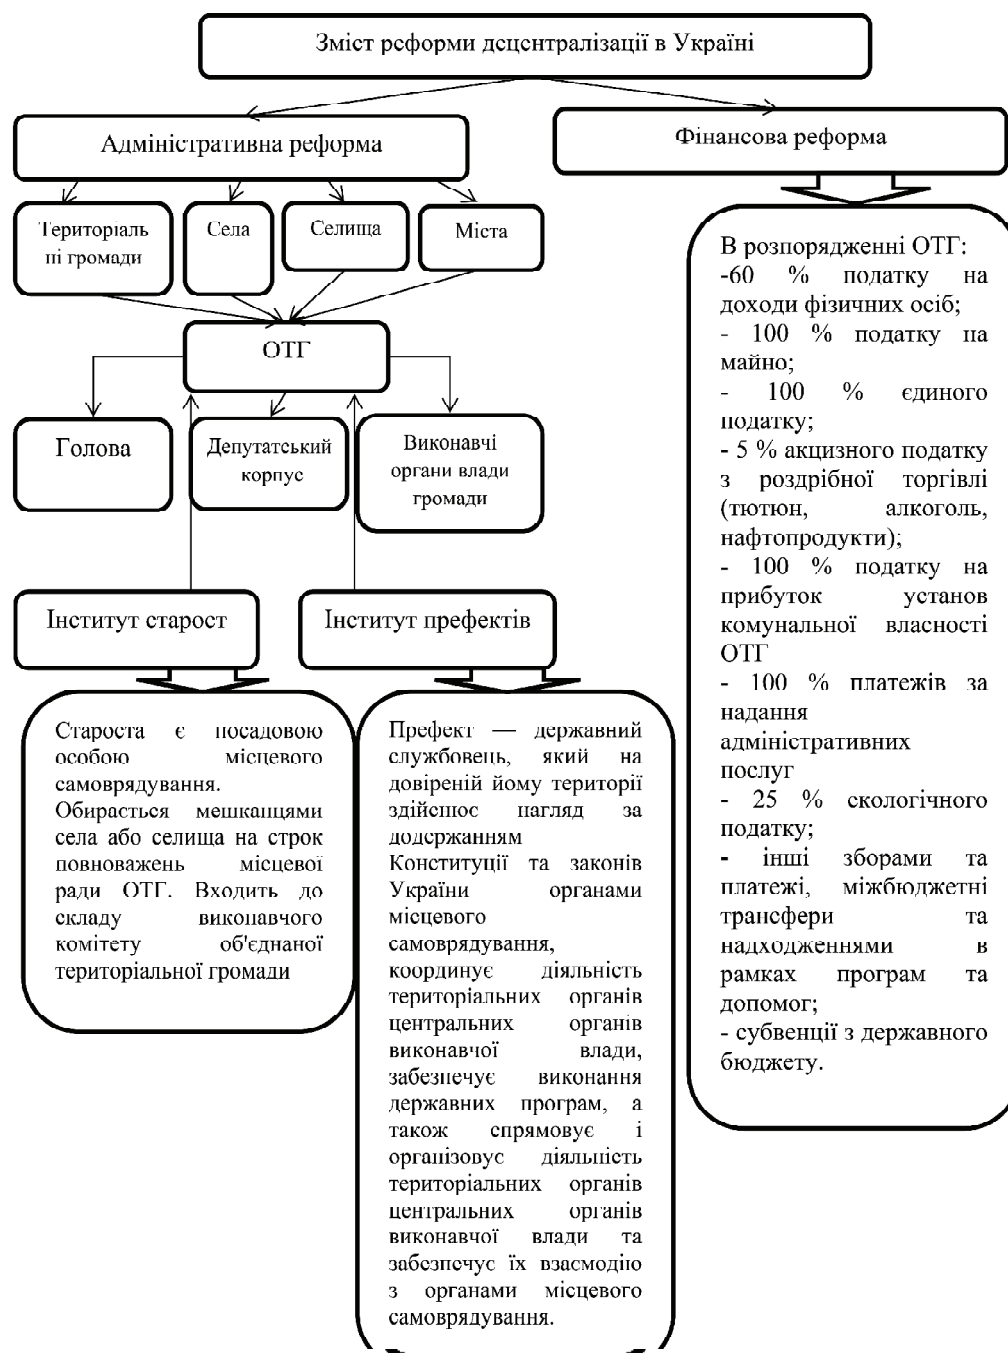 Зміст реформи децентралізації в Україні
Адміністративна реформа
Фінансова реформа
Територіаль
ні громади
Села
Селища
Міста
ОТГ
Голова
Депутатський
корпус
Виконавчі
органи влади
громади
Інститут старост
Інститут префектів
Староста є посадовою
особою місцевого
самоврядування.
Обирається мешканцями
села або селища на строк
повноважень місцевої
ради ОТГ. Входить до
складу виконавчого
комітету об'єднаної
територіальної громади
Префект — державний
службовець, який на
довіреній йому території
здійснює нагляд за
додержанням
Конституції та законів
України органами
місцевого
самоврядування,
координує діяльність
територіальних органів
центральних органів
виконавчої влади,
забезпечує виконання
державних програм, а
також спрямовує і
організовує діяльність
територіальних органів
центральних органів
виконавчої влади та
забезпечує їх взаємодію
з органами місцевого
самоврядування.
В розпорядженні ОТГ:
-60 % податку на
доходи фізичних осіб;
- 100 % податку на
майно;
- 100 % єдиного
податку;
- 5 % акцизного податку
з роздрібної торгівлі
(тютюн, алкоголь,
нафтопродукти);
- 100 % податку на
прибуток установ
комунальної власності
ОТГ
- 100 % платежів за
надання
адміністративних
послуг
- 25 % екологічного
податку;
- інші зборами та
платежі, міжбюджетні
трансфери та
надходженнями в
рамках програм та
допомог;
- субвенції з державного
бюджету.